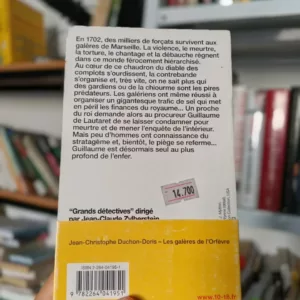 En 1702, des milliers de forçats survivent aux
galères de Marseille. La violence, le meurtre,
la torture, le chantage et la débauche règnent
dans ce monde férocement hiérarchisé.
Au cœur de ce chaudron du diable des
complots s'ourdissent, la contrebande
s'organise et, très vite, on ne sait plus qui
des gardiens ou de la chiourme sont les pires
prédateurs. Les galériens ont même réussi à
organiser un gigantesque trafic de sel qui met
en péril les finances du royaume... Un proche
du roi demande alors au procureur Guillaume
de Lautaret de se laisser condamner pour
meurtre et de mener l'enquête de l'intérieur.
Mais peu d'hommes ont connaissance du
stratagème et, bientôt, le piège se referme...
Guillaume est désormais seul au plus
profond de l'enfer.
14,700
"Grands détectives" dirigé
par Jean-Claude Zylberstein
Jean-Christophe Duchon-Doris – Les galères de l'Orfèvre
9 782264 041951
www.10-18.fr